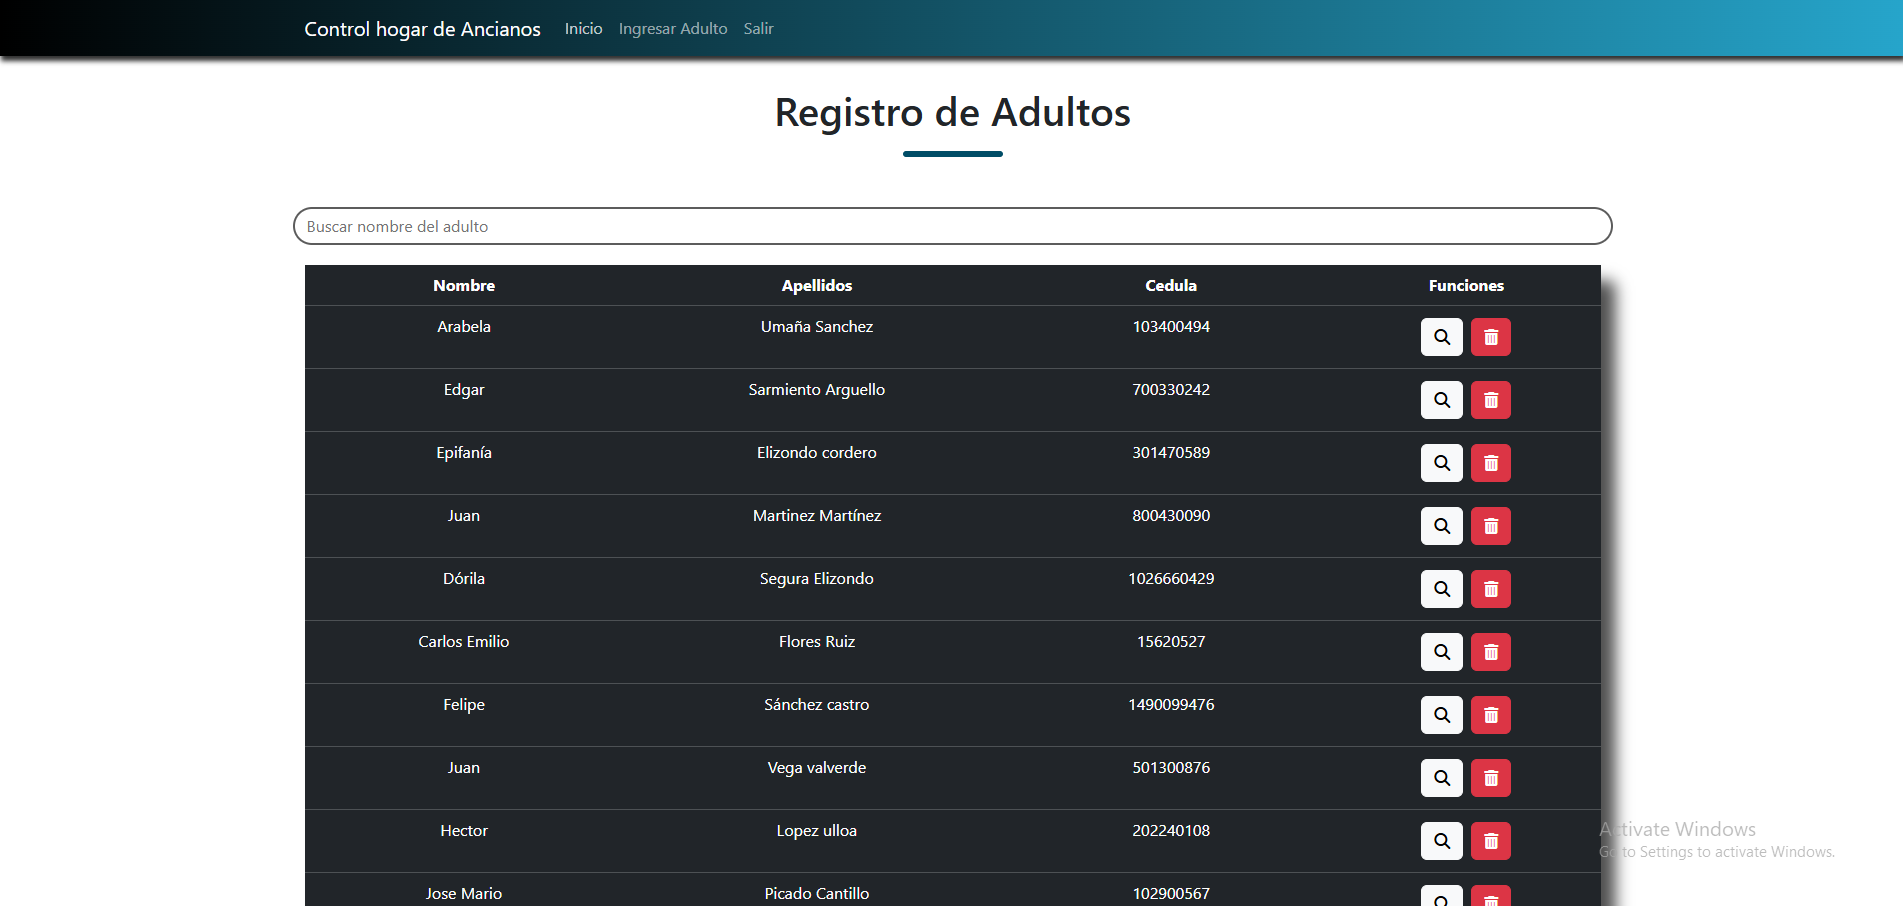 Control hogar de Ancianos Inicio Ingresar Adulto Salir
Registro de Adultos
Buscar nombre del adulto
Nombre Apellidos Cedula Funciones
Arabela Umaña Sanchez 103400494
Edgar Sarmiento Arguello 700330242
Epifanía Elizondo cordero 301470589
Juan Martinez Martínez 800430090
Dórila Segura Elizondo 1026660429
Carlos Emilio Flores Ruiz 15620527
Felipe Sánchez castro 1490099476
Juan Vega valverde 501300876
Hector Lopez ulloa 202240108
Activate Windows
Go to Settings to activate Windows.
Jose Mario Picado Cantillo 102900567